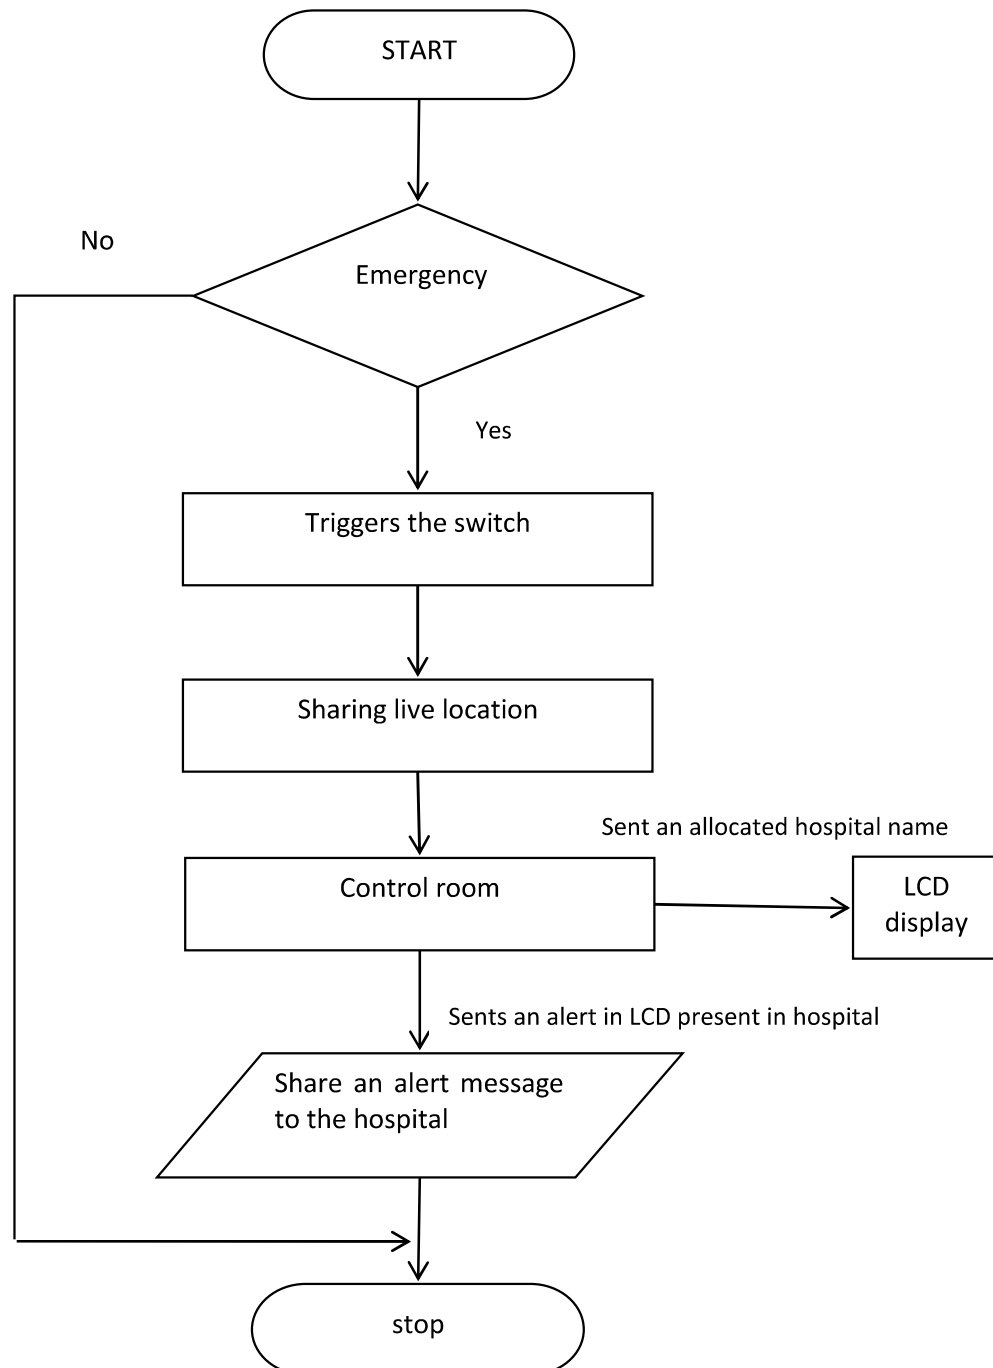 START
No
Emergency
Yes
Triggers the switch
Sharing live location
Sent an allocated hospital name
Control room
LCD
display
Sents an alert in LCD present in hospital
Share an alert message
to the hospital
stop